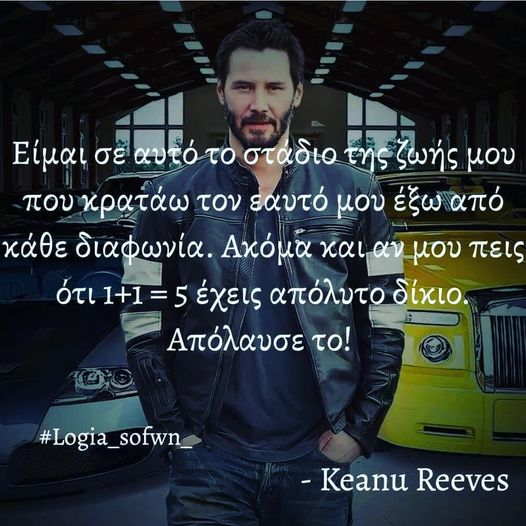 Είμαι σε αυτό το στάδιο της ζωής μου
που κρατάω τον εαυτό μου έξω από
κάθε διαφωνία. Ακόμα και αν μου πεις
ότι 1+1 = 5 έχεις απόλυτο δίκιο.
Απόλαυσε το!
#Logia_sofwn_
- Keanu Reeves